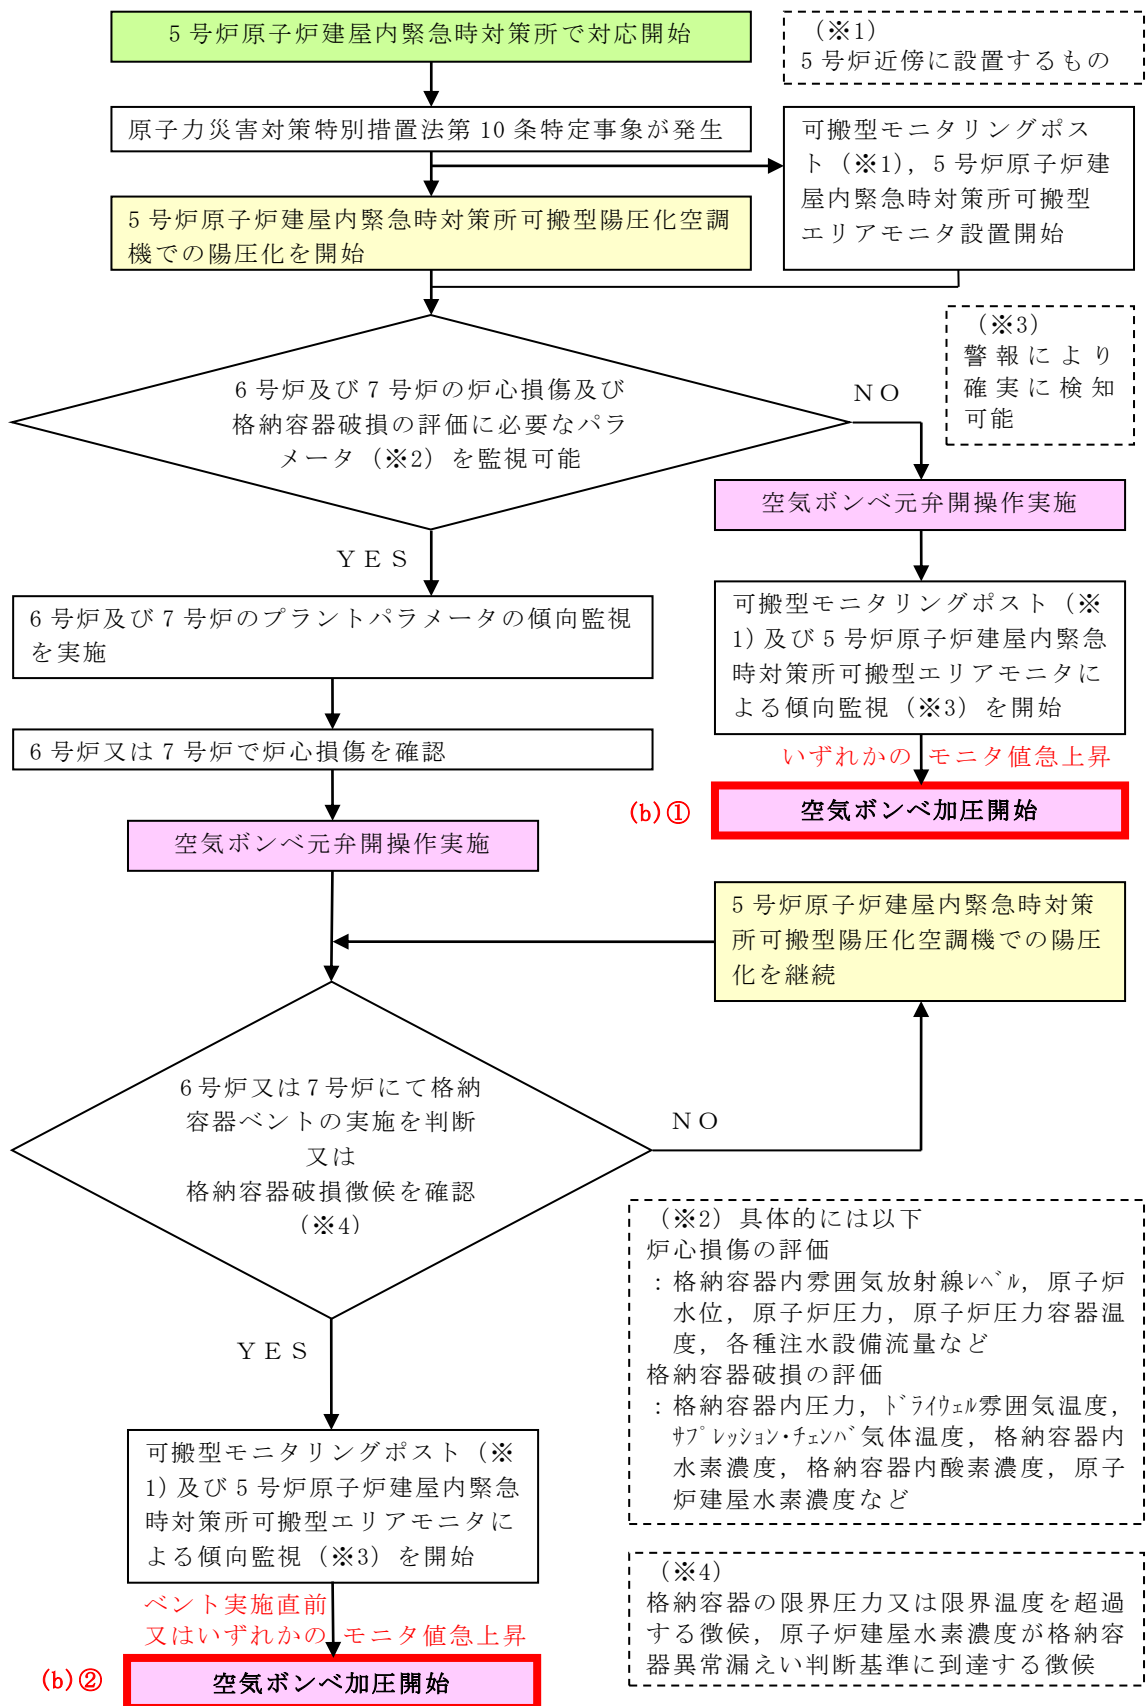 5号炉原子炉建屋内緊急時対策所で対応開始
(※1)
5号炉近傍に設置するもの
原子力災害対策特別措置法第10条特定事象が発生
可搬型モニタリングポス
ト(※1)，5号炉原子炉建
屋内緊急時対策所可搬型
エリアモニタ設置開始
5号炉原子炉建屋内緊急時対策所可搬型陽圧化空調
機での陽圧化を開始
(※3)
警報により
確実に検知
可能
6号炉及び7号炉の炉心損傷及び
格納容器破損の評価に必要なパラ
メータ(※2)を監視可能
NO
YES
空気ボンベ元弁開操作実施
可搬型モニタリングポスト(※
1)及び5号炉原子炉建屋内緊急
時対策所可搬型エリアモニタに
よる傾向監視(※3)を開始
いずれかのモニタ値急上昇
(b)①
空気ボンベ加圧開始
6号炉及び7号炉のプラントパラメータの傾向監視
を実施
6号炉又は7号炉で炉心損傷を確認
空気ボンベ元弁開操作実施
5号炉原子炉建屋内緊急時対策
所可搬型陽圧化空調機での陽圧
化を継続
6号炉又は7号炉にて格納
容器ベントの実施を判断
又は
格納容器破損徴候を確認
(※4)
NO
YES
(※2)具体的には以下
炉心損傷の評価
：格納容器内雰囲気放射線ﾚﾍﾞﾙ，原子炉
水位，原子炉圧力，原子炉圧力容器温
度，各種注水設備流量など
格納容器破損の評価
：格納容器内圧力，ﾄﾞﾗｲｳｪﾙ雰囲気温度，
ｻﾌﾟﾚｯｼｮﾝ・ﾁｪﾝﾊﾞ気体温度，格納容器内
水素濃度，格納容器内酸素濃度，原子
炉建屋水素濃度など
可搬型モニタリングポスト(※
1)及び5号炉原子炉建屋内緊急
時対策所可搬型エリアモニタに
よる傾向監視(※3)を開始
ベント実施直前
又はいずれかのモニタ値急上昇
(b)②
空気ボンベ加圧開始
(※4)
格納容器の限界圧力又は限界温度を超過
する徴候，原子炉建屋水素濃度が格納容
器異常漏えい判断基準に到達する徴候